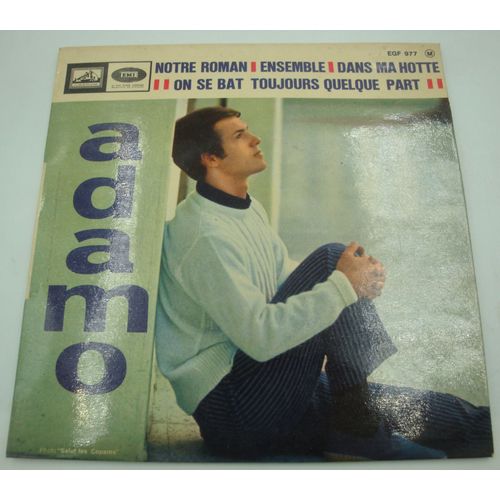 EGF 977 M
EMI
NOTRE ROMAN ENSEMBLE DANS MA HOTTE
ON SE BAT TOUJOURS QUELQUE PART
adamo
Photo "Salut les Copains"